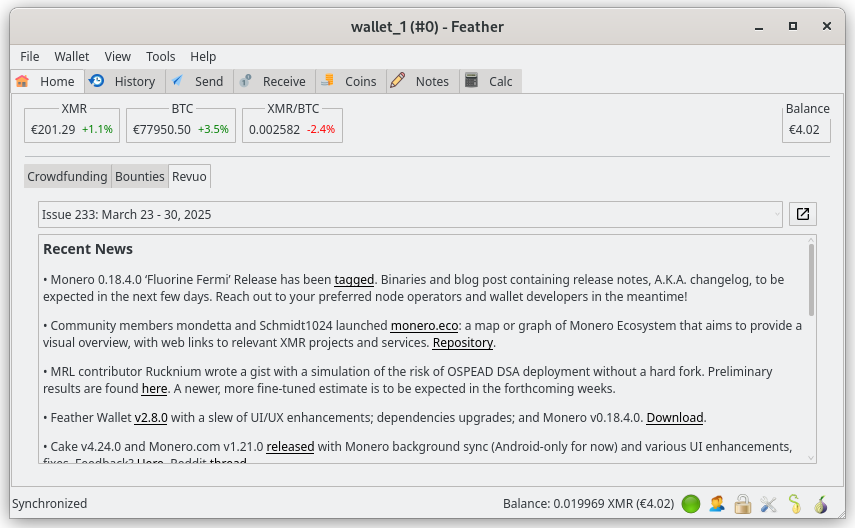 wallet_1 (#0) - Feather
File Wallet View Tools Help
Home History Send Receive Coins Notes Calc
XMR BTC XMR/BTC Balance
€201.29 +1.1% €77950.50 +3.5% 0.002582 -2.4% €4.02
Crowdfunding Bounties Revuo
Issue 233: March 23 - 30, 2025
Recent News
• Monero 0.18.4.0 ‘Fluorine Fermi’ Release has been tagged. Binaries and blog post containing release notes, A.K.A. changelog, to be
expected in the next few days. Reach out to your preferred node operators and wallet developers in the meantime!
• Community members mondetta and Schmidt1024 launched monero.eco: a map or graph of Monero Ecosystem that aims to provide a
visual overview, with web links to relevant XMR projects and services. Repository.
• MRL contributor Rucknium wrote a gist with a simulation of the risk of OSPEAD DSA deployment without a hard fork. Preliminary
results are found here. A newer, more fine-tuned estimate is to be expected in the forthcoming weeks.
• Feather Wallet v2.8.0 with a slew of UI/UX enhancements; dependencies upgrades; and Monero v0.18.4.0. Download.
• Cake v4.24.0 and Monero.com v1.21.0 released with Monero background sync (Android-only for now) and various UI enhancements,
fixes. Feedback? Here. Reddit thread.
Synchronized Balance: 0.019969 XMR (€4.02)